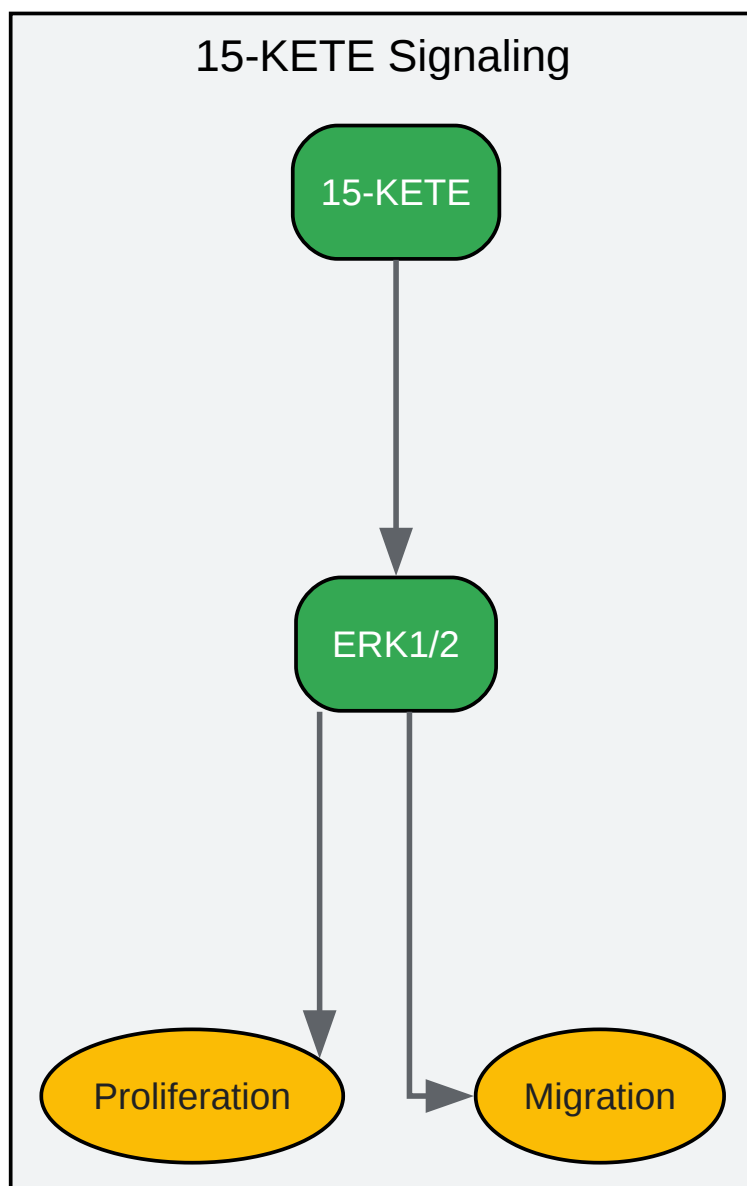 15-KETE Signaling
15-KETE
ERK1/2
Proliferation
Migration